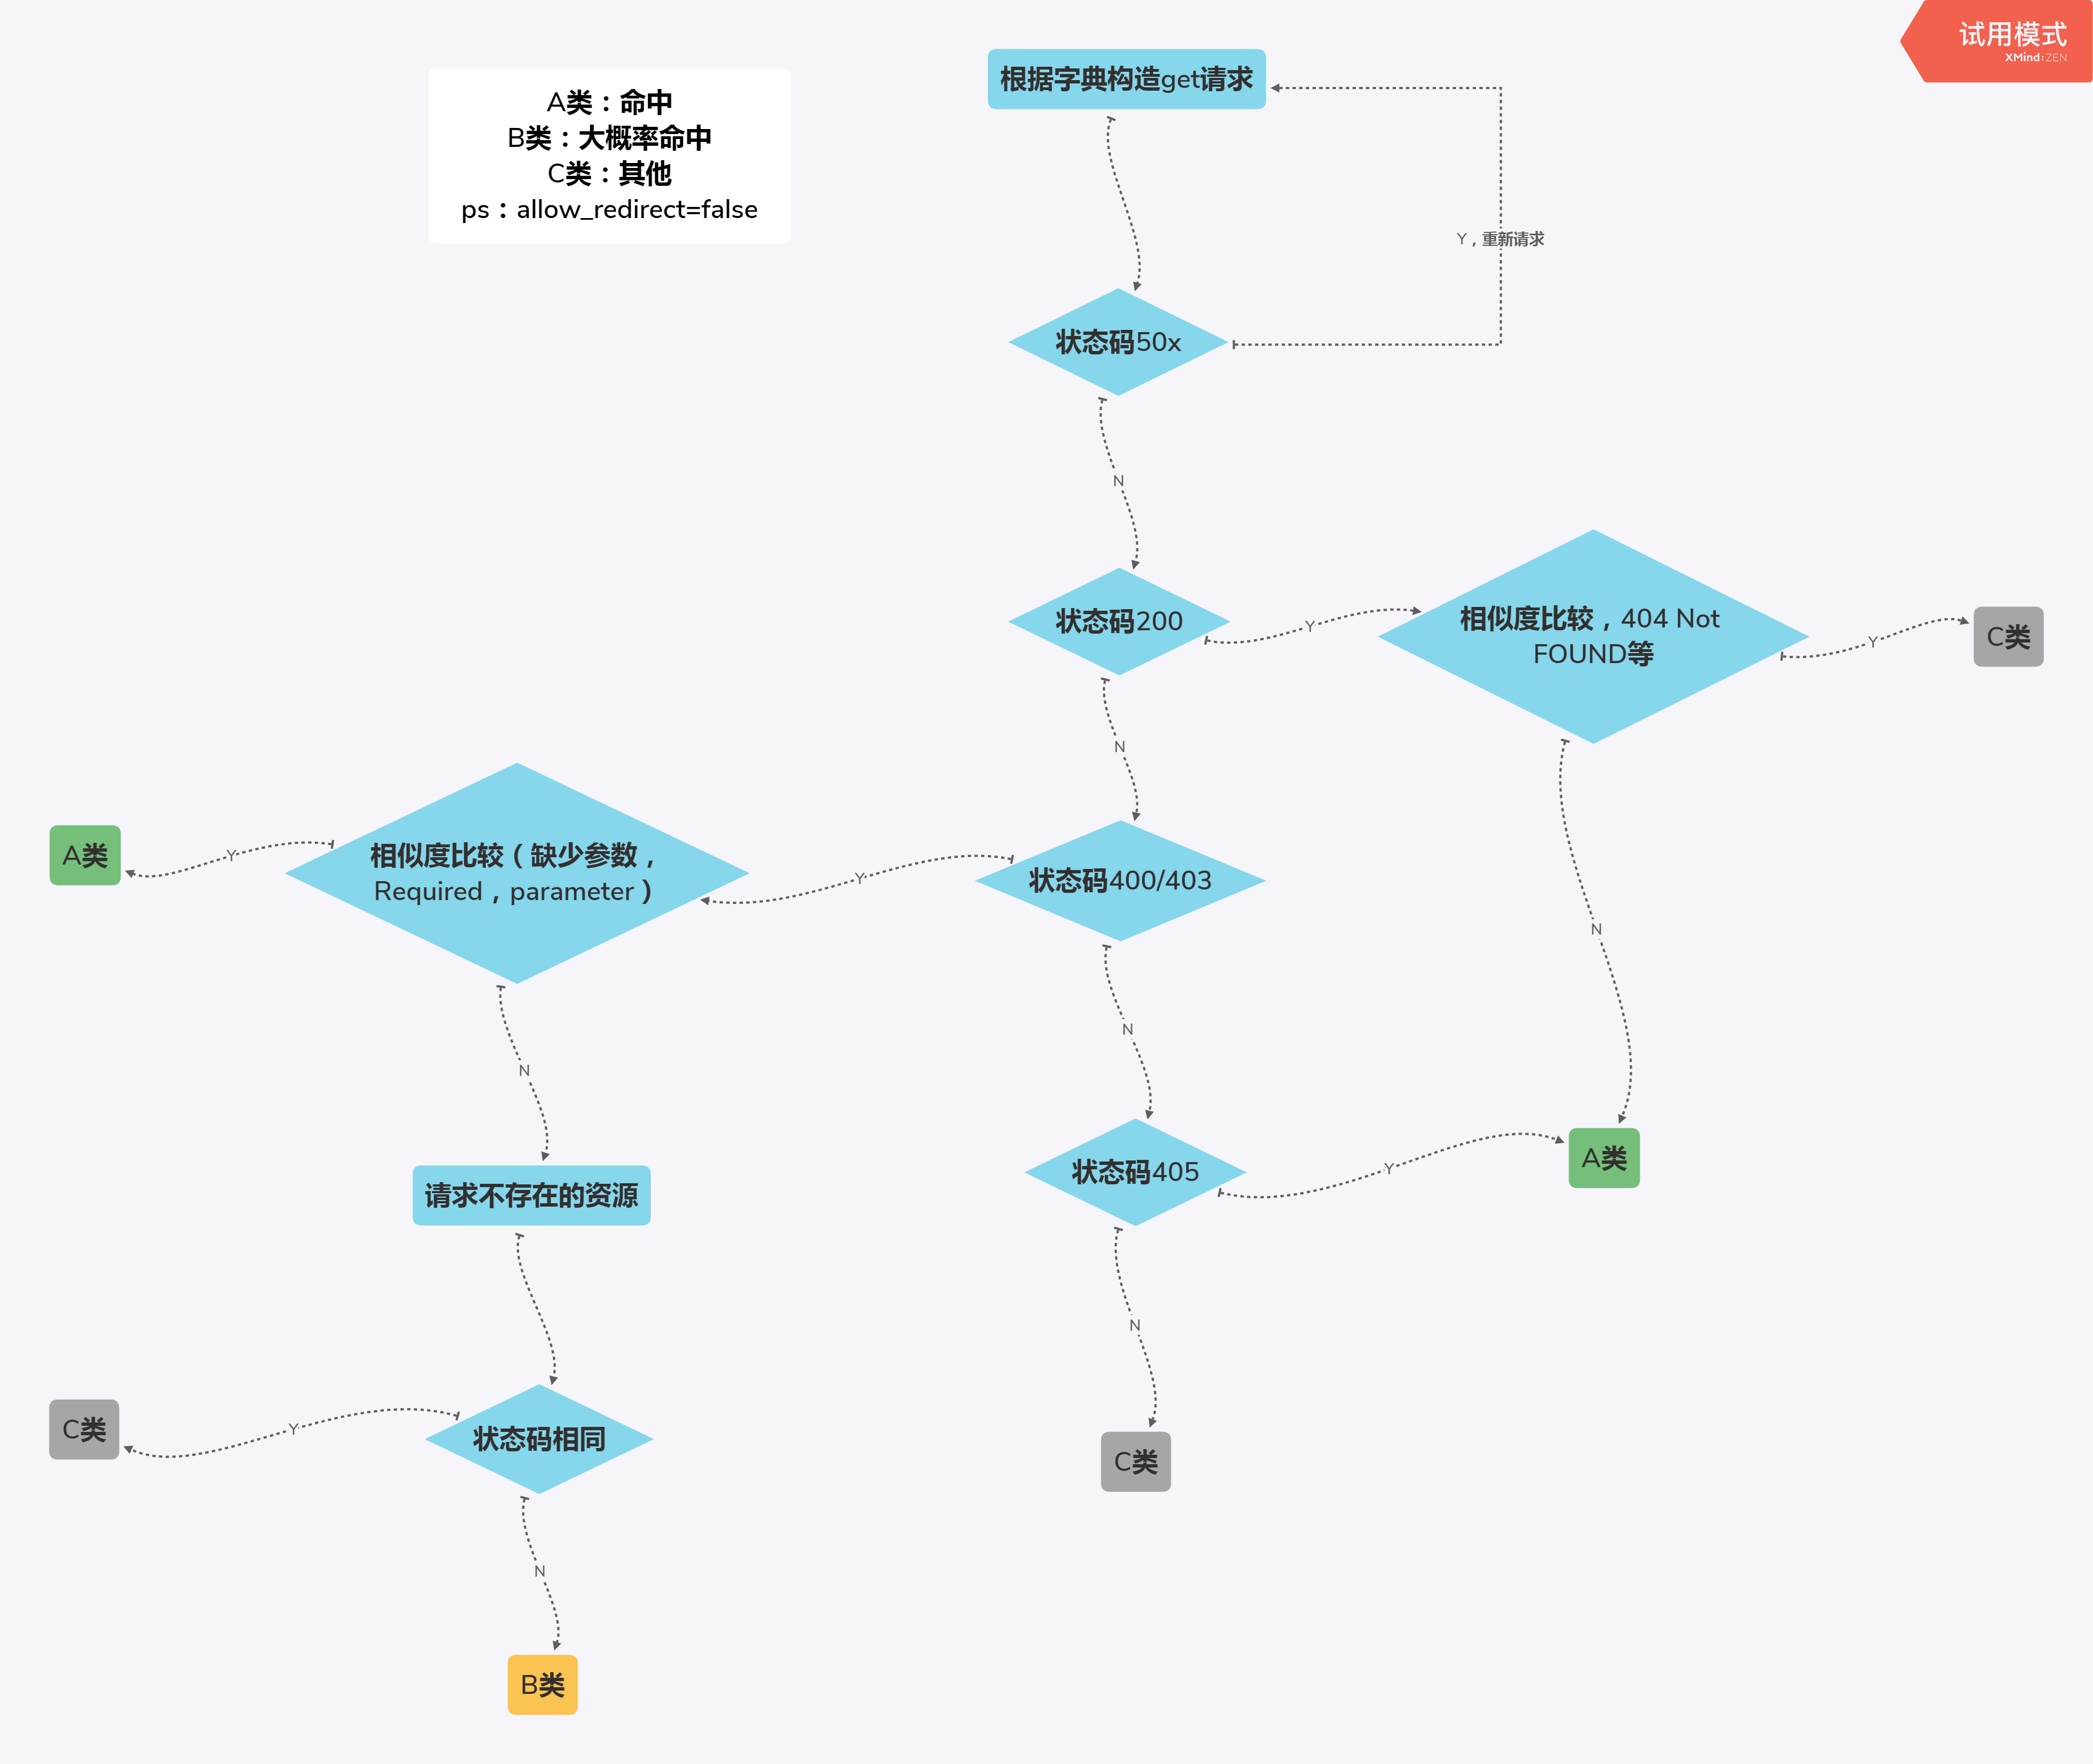 试用模式
XMind:ZEN
根据字典构造get请求
A类：命中
B类：大概率命中
C类：其他
ps：allow_redirect=false
Y，重新请求
状态码50x
N
状态码200
Y
相似度比较，404 Not
FOUND等
Y
C类
N
A类
Y
相似度比较（缺少参数，
Required，parameter）
Y
状态码400/403
N
N
N
请求不存在的资源
状态码405
Y
A类
N
C类
Y
状态码相同
C类
N
B类